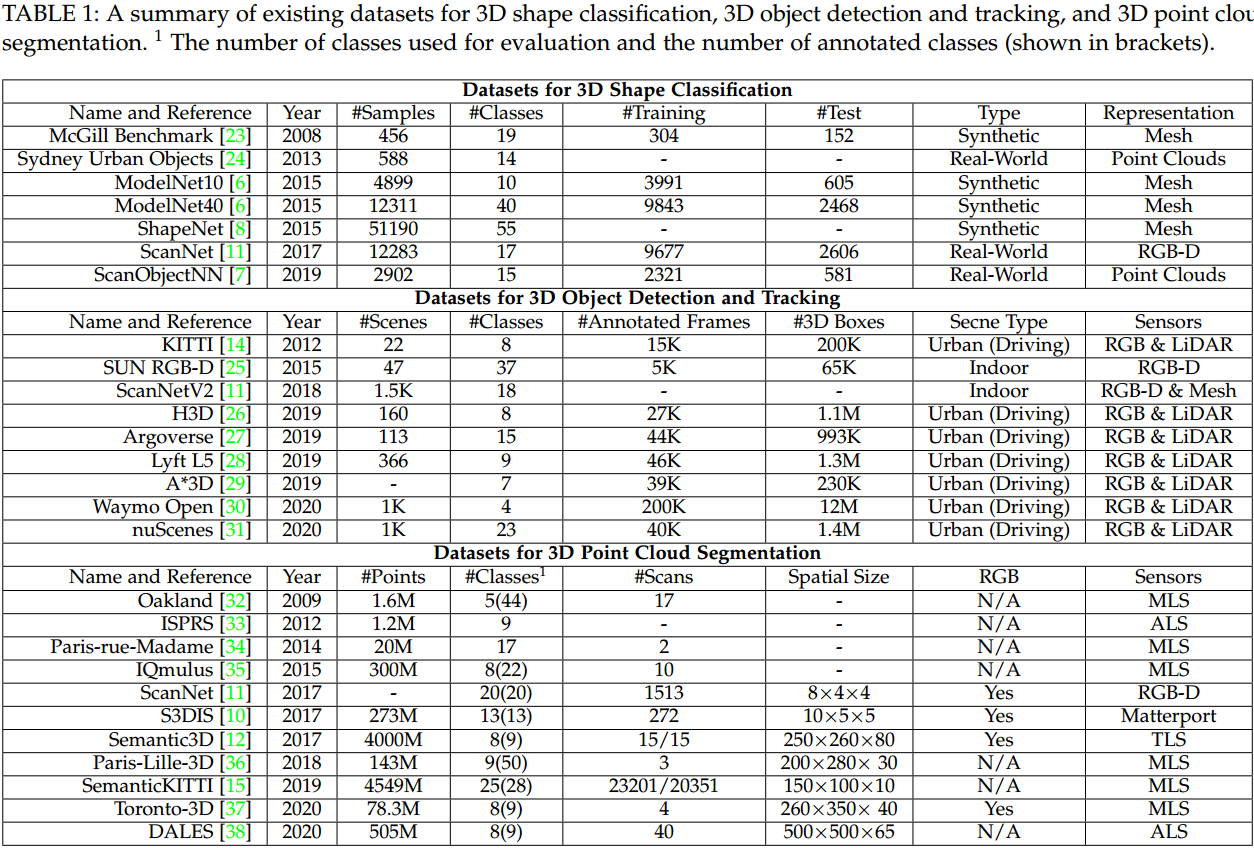 TABLE 1: A summary of existing datasets for 3D shape classification, 3D object detection and tracking, and 3D point clou
segmentation. 1 The number of classes used for evaluation and the number of annotated classes (shown in brackets).
Datasets for 3D Shape Classification
Name and Reference Year #Samples #Classes #Training #Test Type Representation
McGill Benchmark [23] 2008 456 19 304 152 Synthetic Mesh
Sydney Urban Objects [24] 2013 588 14 - - Real-World Point Clouds
ModelNet10 [6] 2015 4899 10 3991 605 Synthetic Mesh
ModelNet40 [6] 2015 12311 40 9843 2468 Synthetic Mesh
ShapeNet [8] 2015 51190 55 - - Synthetic Mesh
ScanNet [11] 2017 12283 17 9677 2606 Real-World RGB-D
ScanObjectNN [7] 2019 2902 15 2321 581 Real-World Point Clouds
Datasets for 3D Object Detection and Tracking
Name and Reference Year #Scenes #Classes #Annotated Frames #3D Boxes Secne Type Sensors
KITTI [14] 2012 22 8 15K 200K Urban (Driving) RGB & LiDAR
SUN RGB-D [25] 2015 47 37 5K 65K Indoor RGB-D
ScanNetV2 [11] 2018 1.5K 18 - - Indoor RGB-D & Mesh
H3D [26] 2019 160 8 27K 1.1M Urban (Driving) RGB & LiDAR
Argoverse [27] 2019 113 15 44K 993K Urban (Driving) RGB & LiDAR
Lyft L5 [28] 2019 366 9 46K 1.3M Urban (Driving) RGB & LiDAR
A*3D [29] 2019 - 7 39K 230K Urban (Driving) RGB & LiDAR
Waymo Open [30] 2020 1K 4 200K 12M Urban (Driving) RGB & LiDAR
nuScenes [31] 2020 1K 23 40K 1.4M Urban (Driving) RGB & LiDAR
Datasets for 3D Point Cloud Segmentation
Name and Reference Year #Points #Classes1 #Scans Spatial Size RGB Sensors
Oakland [32] 2009 1.6M 5(44) 17 - N/A MLS
ISPRS [33] 2012 1.2M 9 - - N/A ALS
Paris-rue-Madame [34] 2014 20M 17 2 - N/A MLS
IQmulus [35] 2015 300M 8(22) 10 - N/A MLS
ScanNet [11] 2017 - 20(20) 1513 8×4×4 Yes RGB-D
S3DIS [10] 2017 273M 13(13) 272 10×5×5 Yes Matterport
Semantic3D [12] 2017 4000M 8(9) 15/15 250×260×80 Yes TLS
Paris-Lille-3D [36] 2018 143M 9(50) 3 200×280× 30 N/A MLS
SemanticKITTI [15] 2019 4549M 25(28) 23201/20351 150×100×10 N/A MLS
Toronto-3D [37] 2020 78.3M 8(9) 4 260×350× 40 Yes MLS
DALES [38] 2020 505M 8(9) 40 500×500×65 N/A ALS